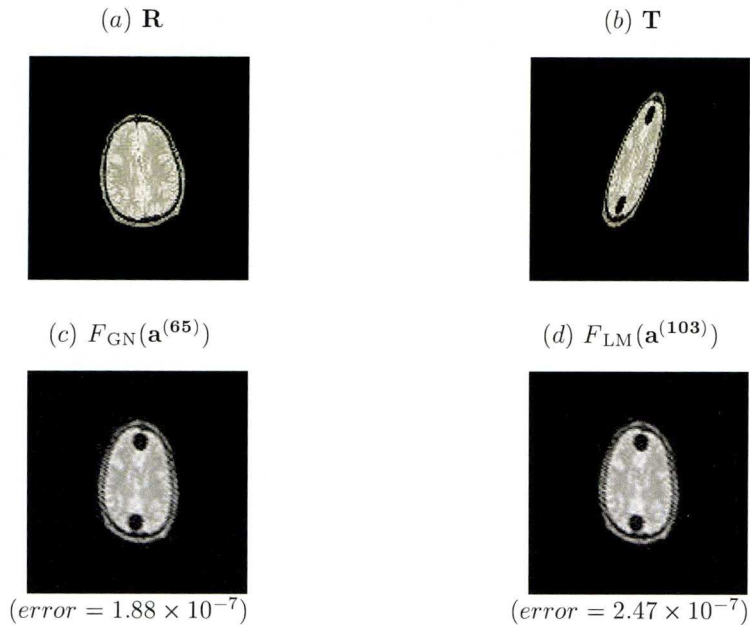 (a) R
(b) T
(c) F_GN(a^(65))
(d) F_LM(a^(103))
(error = 1.88 × 10^−7)
(error = 2.47 × 10^−7)